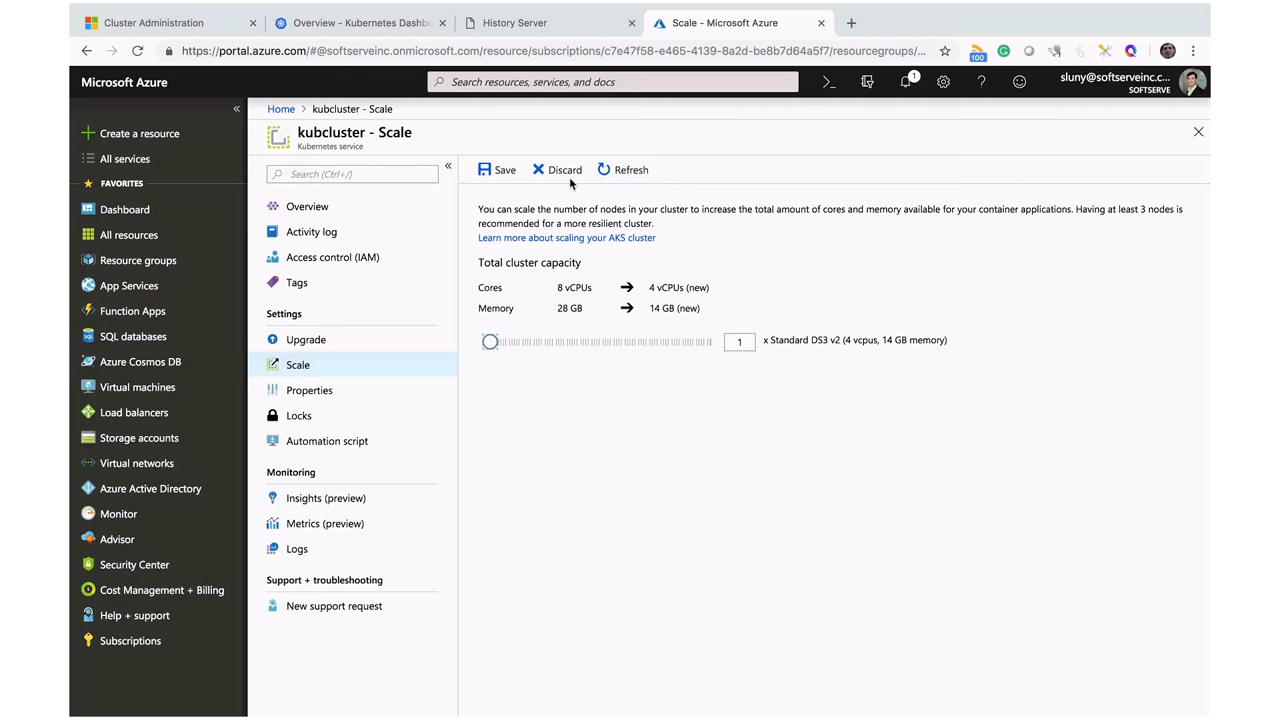 Cluster Administration
Overview - Kubernetes Dashbo
History Server
Scale - Microsoft Azure
https://portal.azure.com/#@softserveinc.onmicrosoft.com/resource/subscriptions/c7e47f58-e465-4139-8a2d-be8b7d64a5f7/resourcegroups/...
100
Microsoft Azure
Search resources, services, and docs
1
sluny@softserveinc.c...
SOFTSERVE
Create a resource
All services
FAVORITES
Dashboard
All resources
Resource groups
App Services
Function Apps
SQL databases
Azure Cosmos DB
Virtual machines
Load balancers
Storage accounts
Virtual networks
Azure Active Directory
Monitor
Advisor
Security Center
Cost Management + Billing
Help + support
Subscriptions
Home > kubcluster - Scale
kubcluster - Scale
Kubernetes service
Search (Ctrl+/)
Overview
Activity log
Access control (IAM)
Tags
Settings
Upgrade
Scale
Properties
Locks
Automation script
Monitoring
Insights (preview)
Metrics (preview)
Logs
Support + troubleshooting
New support request
Save Discard Refresh
You can scale the number of nodes in your cluster to increase the total amount of cores and memory available for your container applications. Having at least 3 nodes is
recommended for a more resilient cluster.
Learn more about scaling your AKS cluster
Total cluster capacity
Cores 8 vCPUs → 4 vCPUs (new)
Memory 28 GB → 14 GB (new)
1 x Standard DS3 v2 (4 vcpus, 14 GB memory)